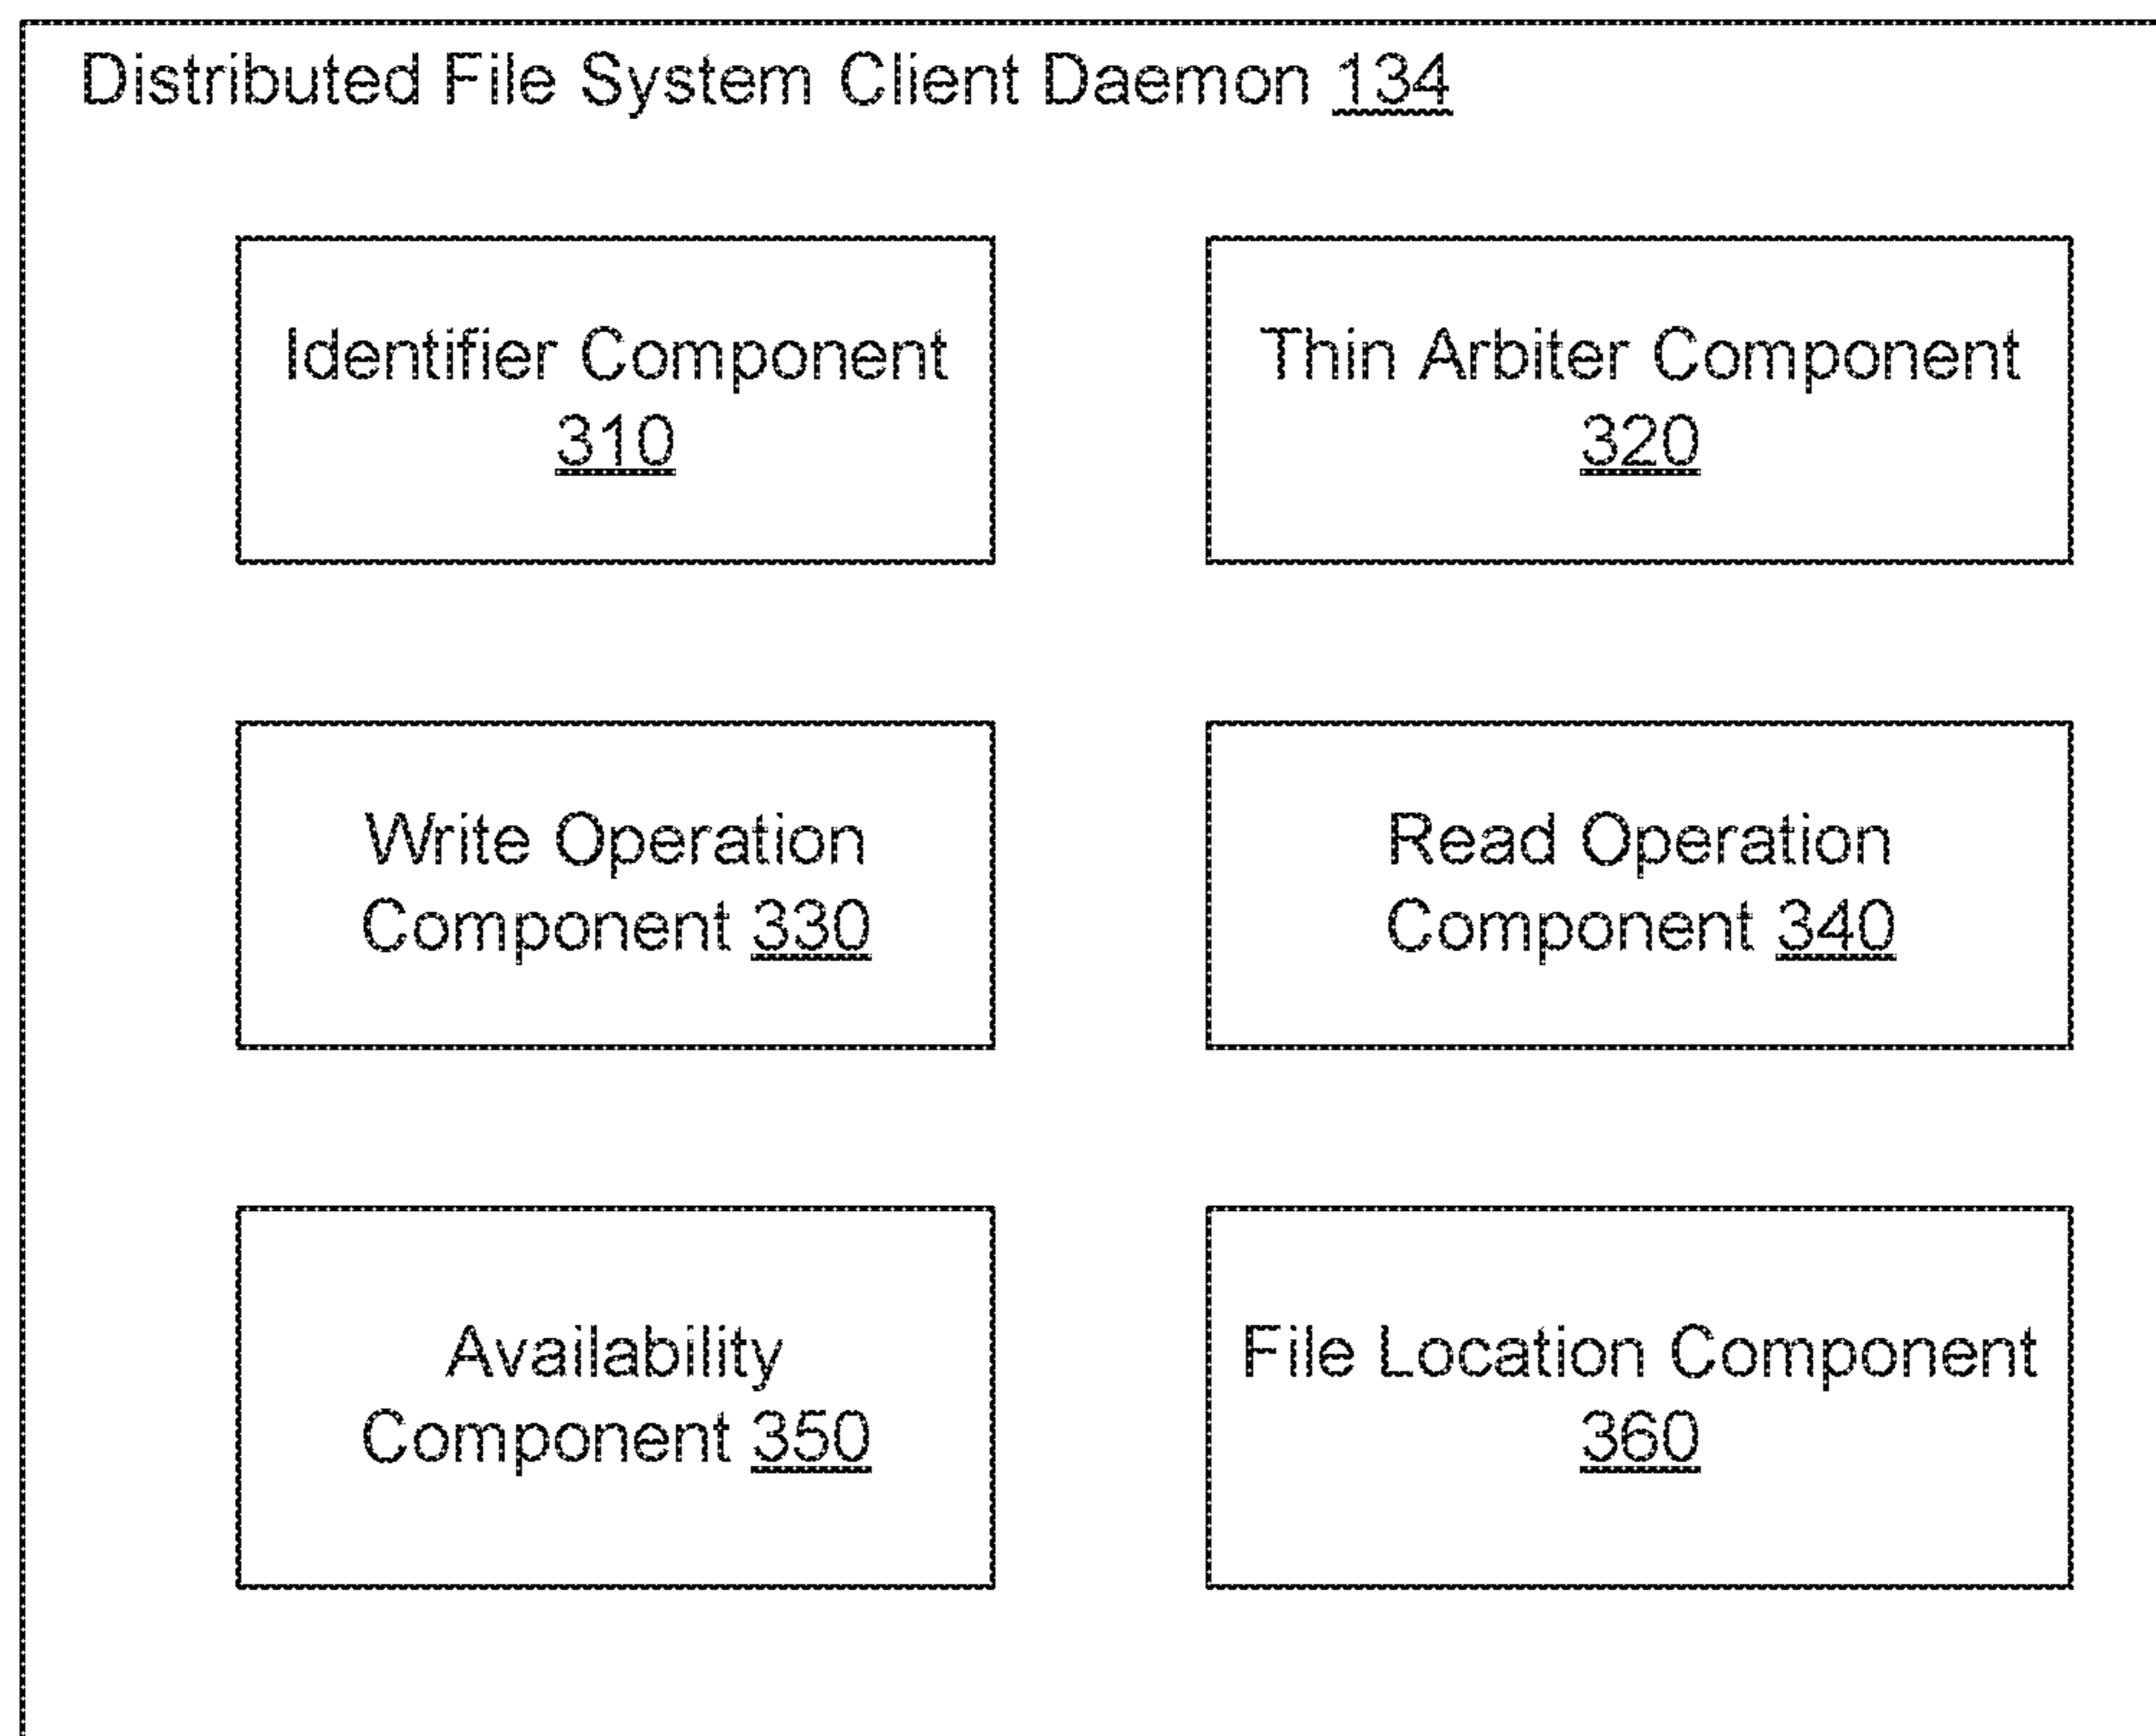 Distributed File System Client Daemon 134
Identifier Component
310
Thin Arbiter Component
320
Write Operation
Component 330
Read Operation
Component 340
Availability
Component 350
File Location Component
360